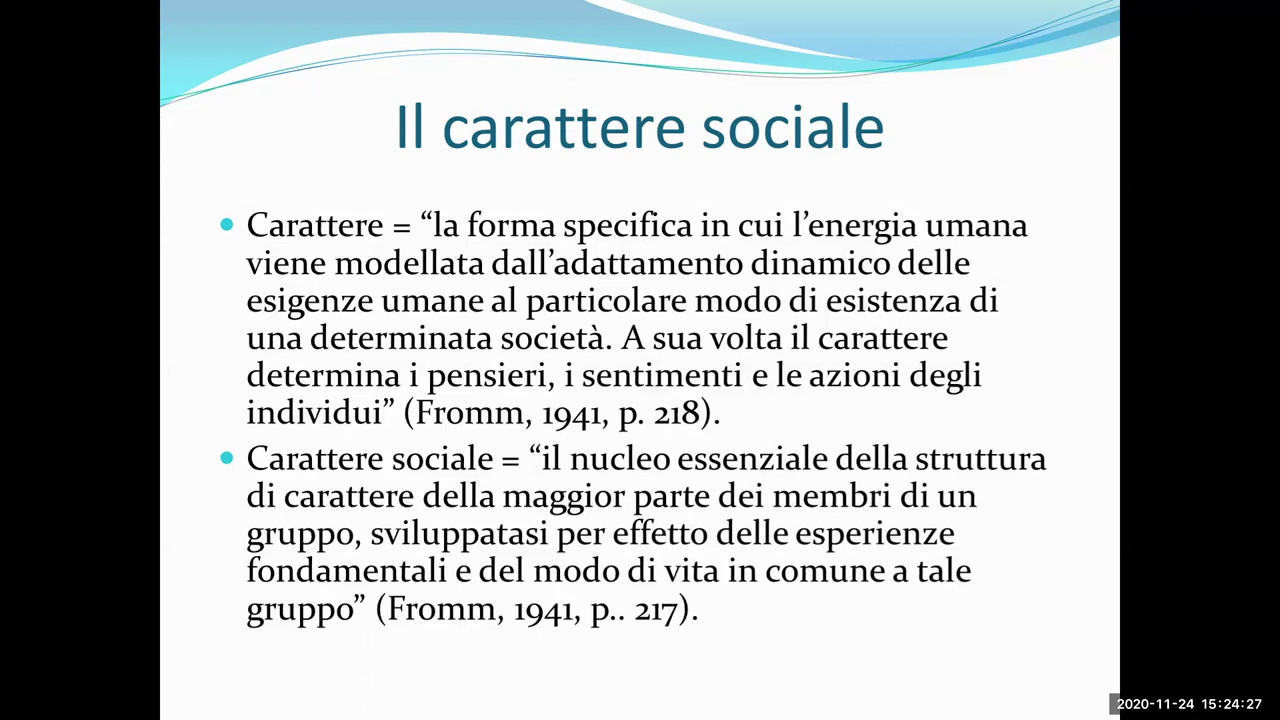 Il carattere sociale
• Carattere = “la forma specifica in cui l’energia umana
viene modellata dall’adattamento dinamico delle
esigenze umane al particolare modo di esistenza di
una determinata società. A sua volta il carattere
determina i pensieri, i sentimenti e le azioni degli
individui” (Fromm, 1941, p. 218).
• Carattere sociale = “il nucleo essenziale della struttura
di carattere della maggior parte dei membri di un
gruppo, sviluppatasi per effetto delle esperienze
fondamentali e del modo di vita in comune a tale
gruppo” (Fromm, 1941, p.. 217).
2020-11-24 15:24:27